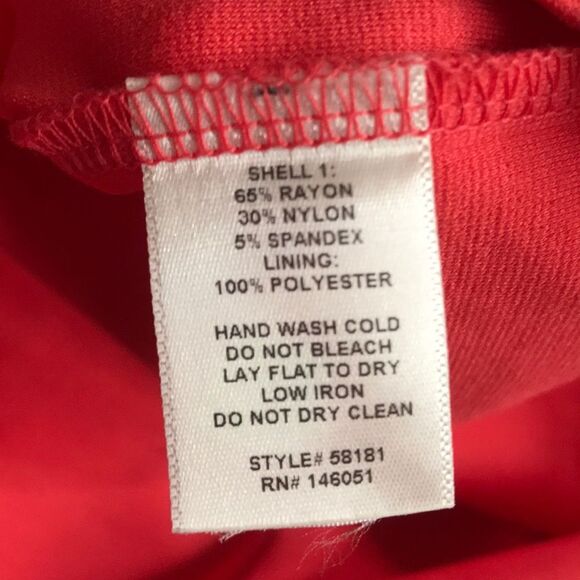 SHELL 1:
65% RAYON
30% NYLON
5% SPANDEX
LINING:
100% POLYESTER
HAND WASH COLD
DO NOT BLEACH
LAY FLAT TO DRY
LOW IRON
DO NOT DRY CLEAN
STYLE# 58181
RN# 146051